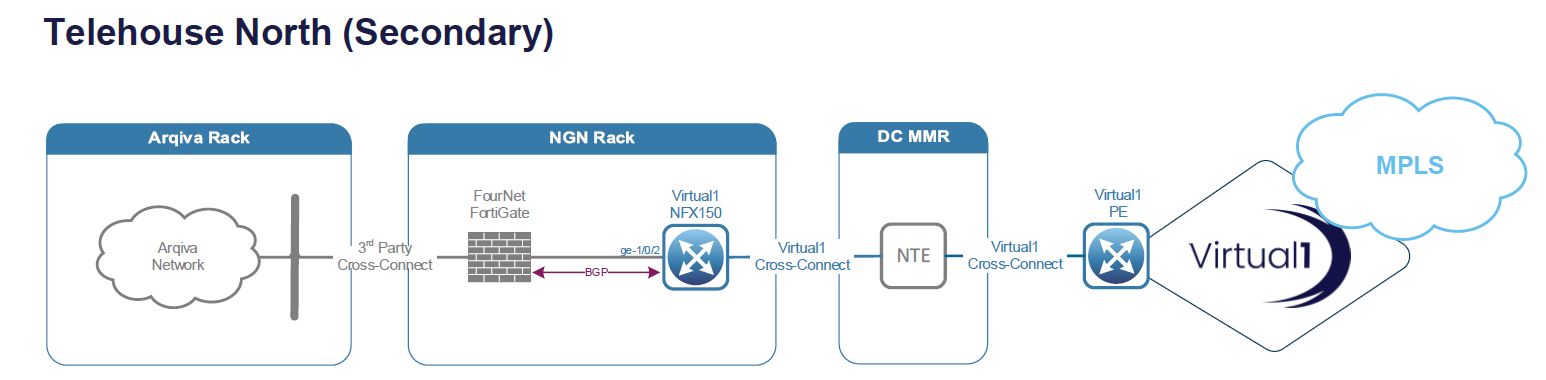 Telehouse North (Secondary)
Arqiva Rack
NGN Rack
DC MMR
MPLS
FourNet
FortiGate
Virtual1
NFX150
Virtual1
PE
Arqiva
Network
3rd Party
Cross-Connect
ge-1/0/2
BGP
Virtual1
Cross-Connect
NTE
Virtual1
Cross-Connect
Virtual1